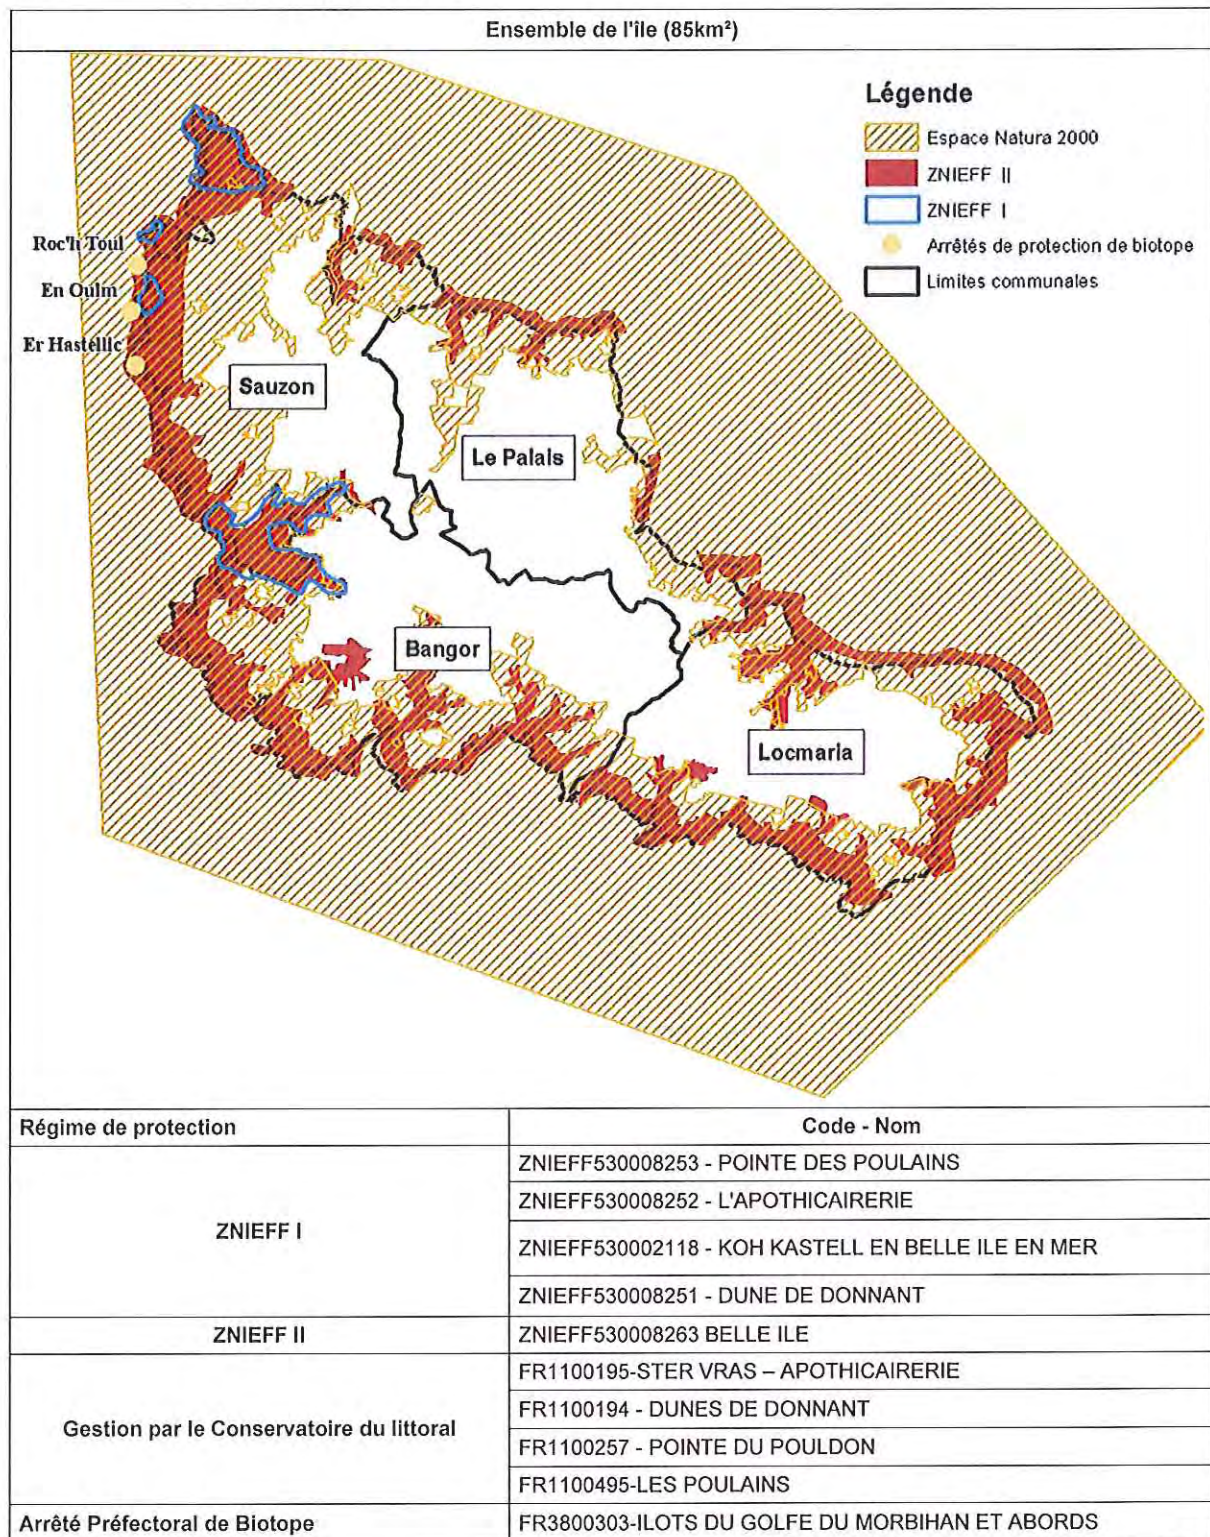 Ensemble de l'île (85km²)
Légende
Espace Natura 2000
ZNIEFF II
ZNIEFF I
Arrêtés de protection de biotope
Limites communales
Roc'h Toul
En Oulm
Er Hastellic
Sauzon
Le Palais
Bangor
Locmaria
Régime de protection
Code - Nom
ZNIEFF I
ZNIEFF530008253 - POINTE DES POULAINS
ZNIEFF530008252 - L'APOTHICAIRERIE
ZNIEFF530002118 - KOH KASTELL EN BELLE ILE EN MER
ZNIEFF530008251 - DUNE DE DONNANT
ZNIEFF II
ZNIEFF530008263 BELLE ILE
Gestion par le Conservatoire du littoral
FR1100195-STER VRAS – APOTHICAIRERIE
FR1100194 - DUNES DE DONNANT
FR1100257 - POINTE DU POULDON
FR1100495-LES POULAINS
Arrêté Préfectoral de Biotope
FR3800303-ILOTS DU GOLFE DU MORBIHAN ET ABORDS